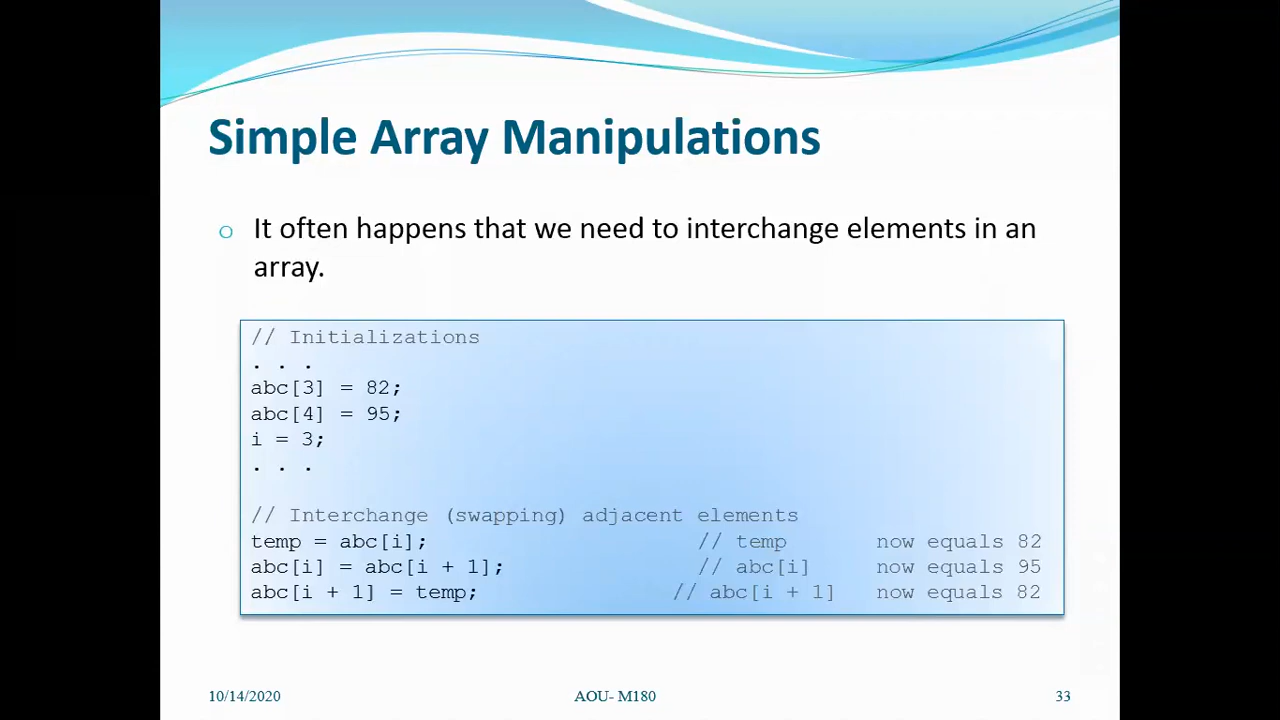 Simple Array Manipulations
o It often happens that we need to interchange elements in an
array.
// Initializations
. . .
abc[3] = 82;
abc[4] = 95;
i = 3;
. . .
// Interchange (swapping) adjacent elements
temp = abc[i]; // temp now equals 82
abc[i] = abc[i + 1]; // abc[i] now equals 95
abc[i + 1] = temp; // abc[i + 1] now equals 82
10/14/2020 AOU- M180 33